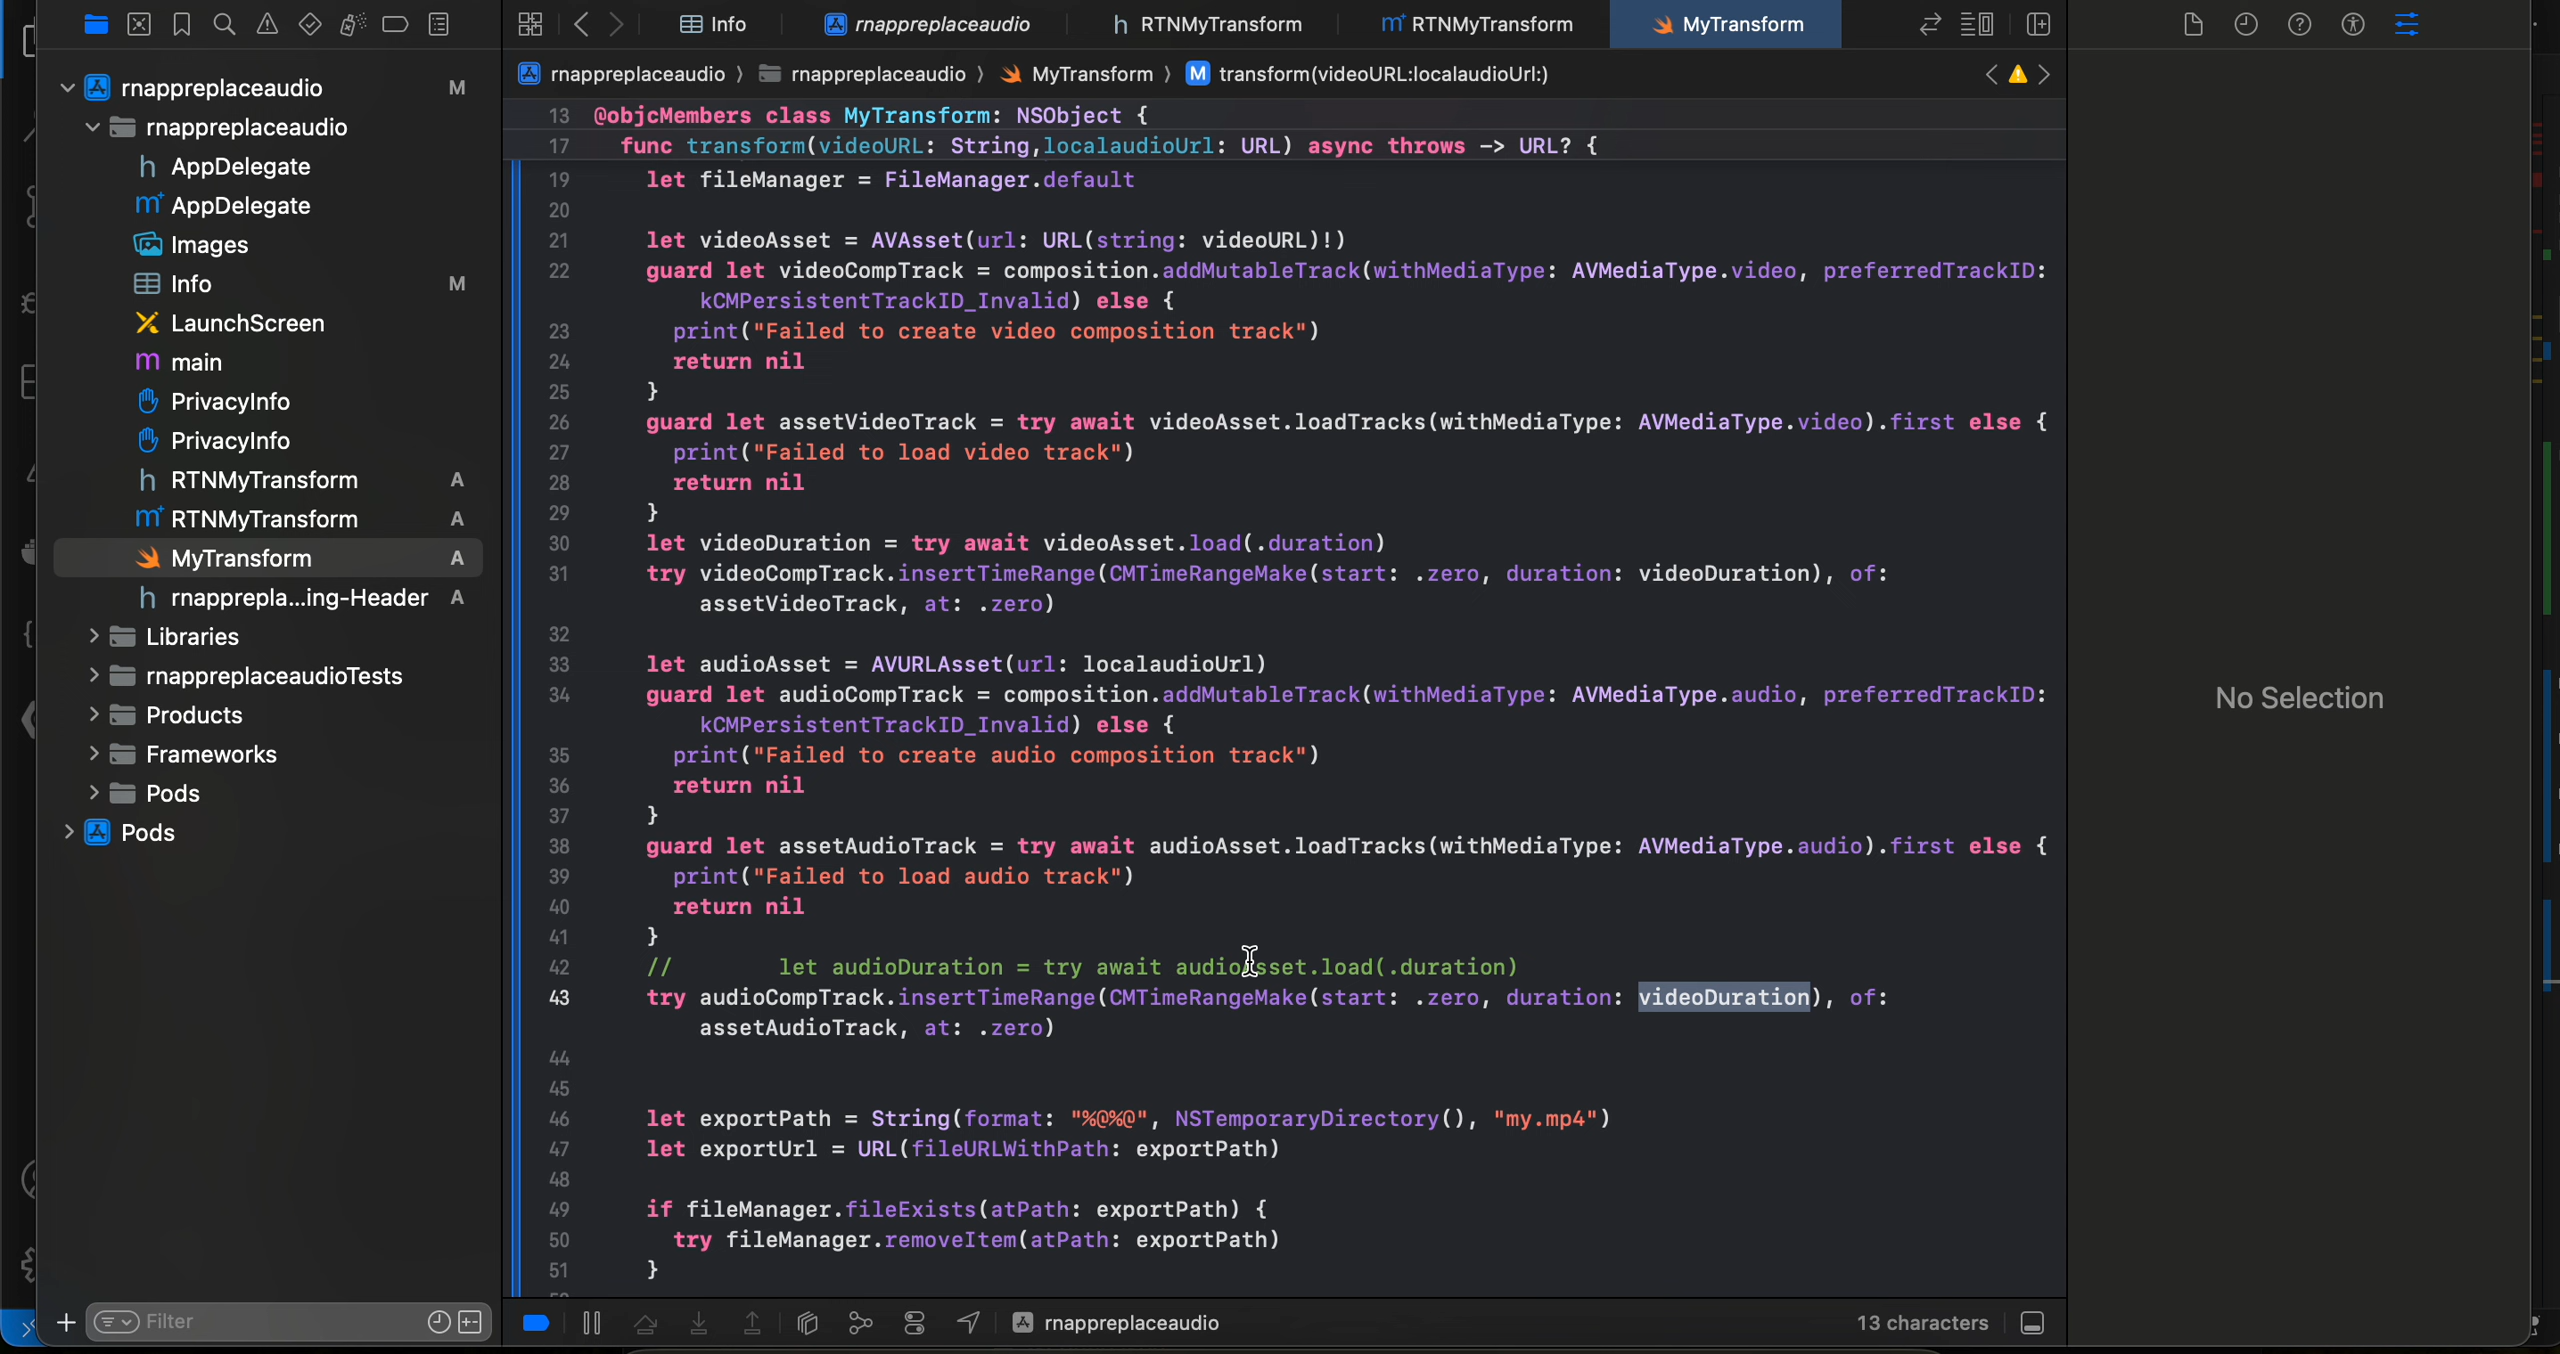 Info
rnappreplaceaudio
h RTNMyTransform
m+ RTNMyTransform
MyTransform
rnappreplaceaudio 〉 rnappreplaceaudio 〉 MyTransform 〉 M transform(videoURL:localaudioUrl:)
rnappreplaceaudio M
rnappreplaceaudio
h AppDelegate
m+ AppDelegate
Images
Info M
LaunchScreen
m main
PrivacyInfo
PrivacyInfo
h RTNMyTransform A
m+ RTNMyTransform A
MyTransform A
h rnapprepla...ing-Header A
Libraries
rnappreplaceaudioTests
Products
Frameworks
Pods
Pods
Filter
13 @objcMembers class MyTransform: NSObject {
17 func transform(videoURL: String,localaudioUrl: URL) async throws -> URL? {
19 let fileManager = FileManager.default
20
21 let videoAsset = AVAsset(url: URL(string: videoURL)!)
22 guard let videoCompTrack = composition.addMutableTrack(withMediaType: AVMediaType.video, preferredTrackID:
kCMPersistentTrackID_Invalid) else {
23 print("Failed to create video composition track")
24 return nil
25 }
26 guard let assetVideoTrack = try await videoAsset.loadTracks(withMediaType: AVMediaType.video).first else {
27 print("Failed to load video track")
28 return nil
29 }
30 let videoDuration = try await videoAsset.load(.duration)
31 try videoCompTrack.insertTimeRange(CMTimeRangeMake(start: .zero, duration: videoDuration), of:
assetVideoTrack, at: .zero)
32
33 let audioAsset = AVURLAsset(url: localaudioUrl)
34 guard let audioCompTrack = composition.addMutableTrack(withMediaType: AVMediaType.audio, preferredTrackID:
kCMPersistentTrackID_Invalid) else {
35 print("Failed to create audio composition track")
36 return nil
37 }
38 guard let assetAudioTrack = try await audioAsset.loadTracks(withMediaType: AVMediaType.audio).first else {
39 print("Failed to load audio track")
40 return nil
41 }
42 // let audioDuration = try await audioAsset.load(.duration)
43 try audioCompTrack.insertTimeRange(CMTimeRangeMake(start: .zero, duration: videoDuration), of:
assetAudioTrack, at: .zero)
44
45
46 let exportPath = String(format: "%@%@", NSTemporaryDirectory(), "my.mp4")
47 let exportUrl = URL(fileURLWithPath: exportPath)
48
49 if fileManager.fileExists(atPath: exportPath) {
50 try fileManager.removeItem(atPath: exportPath)
51 }
rnappreplaceaudio
13 characters
No Selection